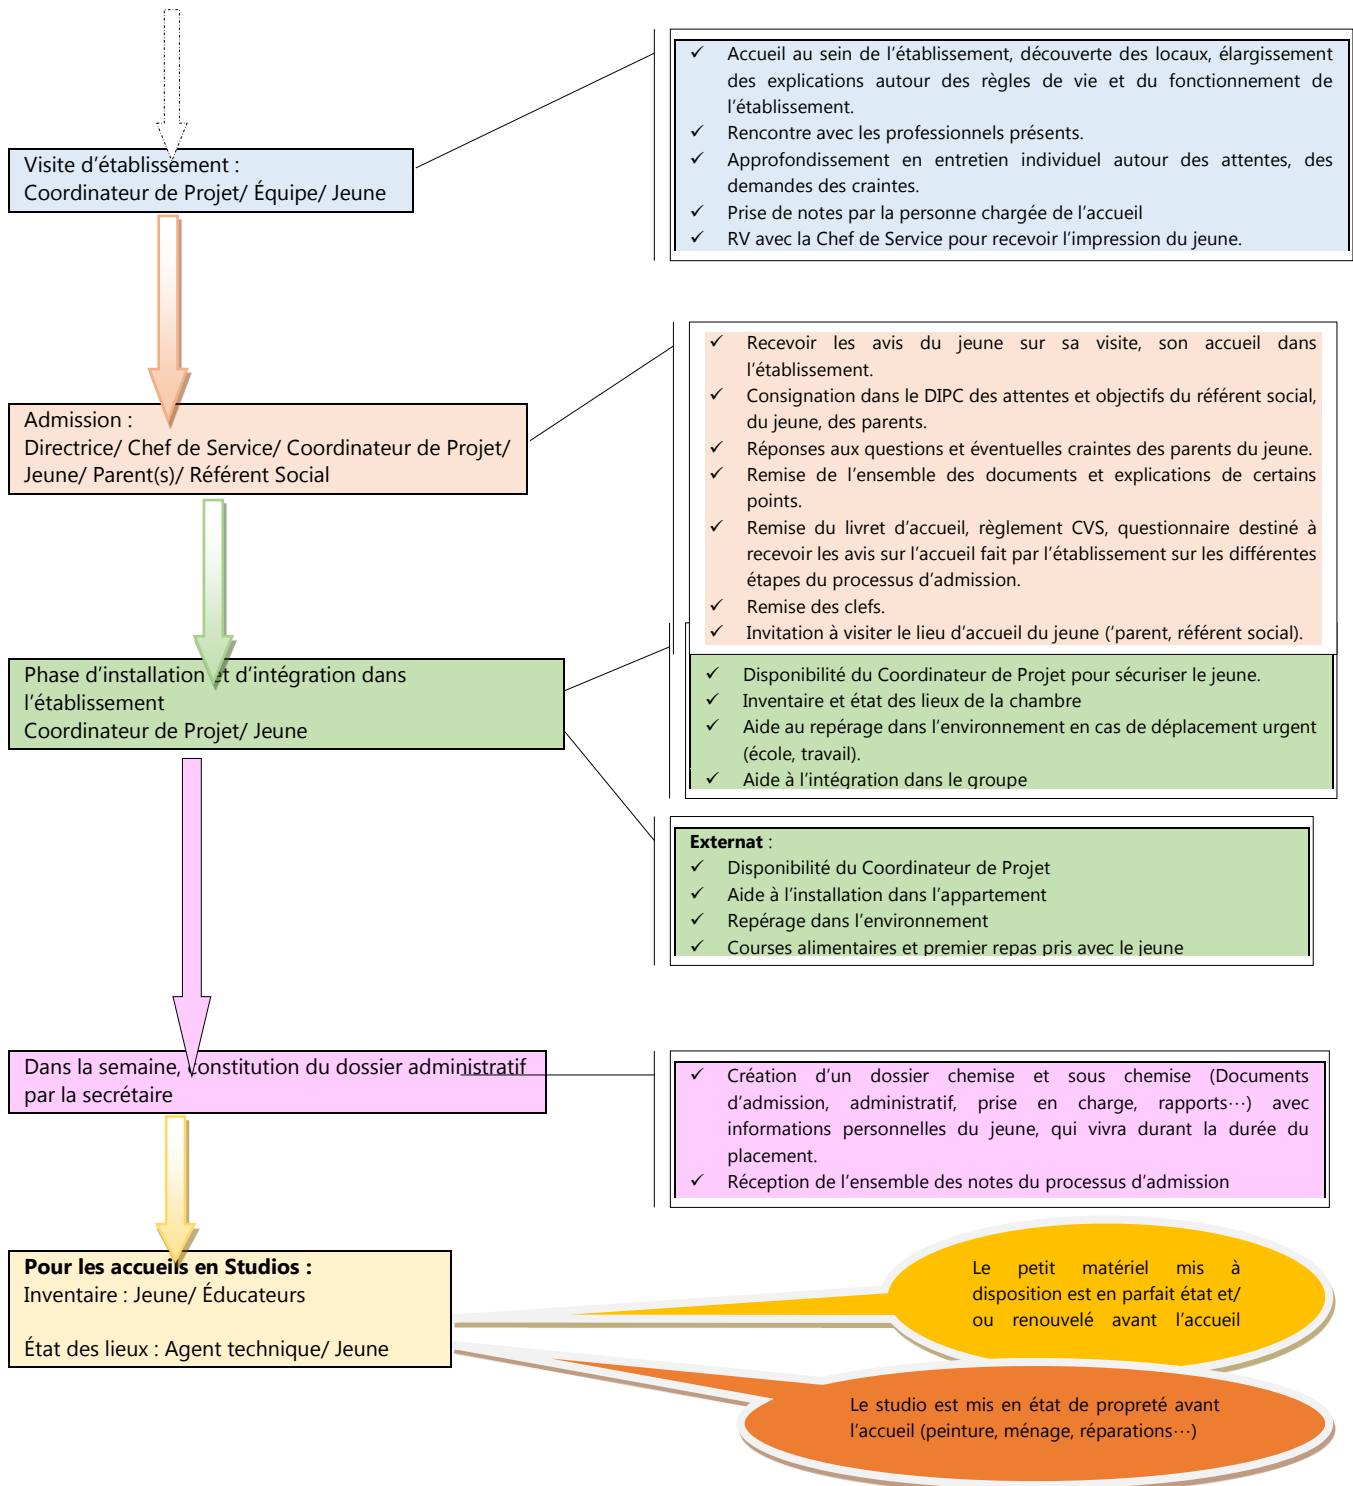 Visite d'établissement :
Coordinateur de Projet/ Équipe/ Jeune
✓ Accueil au sein de l'établissement, découverte des locaux, élargissement
des explications autour des règles de vie et du fonctionnement de
l'établissement.
✓ Rencontre avec les professionnels présents.
✓ Approfondissement en entretien individuel autour des attentes, des
demandes des craintes.
✓ Prise de notes par la personne chargée de l'accueil
✓ RV avec la Chef de Service pour recevoir l'impression du jeune.
Admission :
Directrice/ Chef de Service/ Coordinateur de Projet/
Jeune/ Parent(s)/ Référent Social
✓ Recevoir les avis du jeune sur sa visite, son accueil dans
l'établissement.
✓ Consignation dans le DIPC des attentes et objectifs du référent social,
du jeune, des parents.
✓ Réponses aux questions et éventuelles craintes des parents du jeune.
✓ Remise de l'ensemble des documents et explications de certains
points.
✓ Remise du livret d'accueil, règlement CVS, questionnaire destiné à
recevoir les avis sur l'accueil fait par l'établissement sur les différentes
étapes du processus d'admission.
✓ Remise des clefs.
✓ Invitation à visiter le lieu d'accueil du jeune ('parent, référent social).
Phase d'installation et d'intégration dans
l'établissement
Coordinateur de Projet/ Jeune
✓ Disponibilité du Coordinateur de Projet pour sécuriser le jeune.
✓ Inventaire et état des lieux de la chambre
✓ Aide au repérage dans l'environnement en cas de déplacement urgent
(école, travail).
✓ Aide à l'intégration dans le groupe
Externat :
✓ Disponibilité du Coordinateur de Projet
✓ Aide à l'installation dans l'appartement
✓ Repérage dans l'environnement
✓ Courses alimentaires et premier repas pris avec le jeune
Dans la semaine, constitution du dossier administratif
par la secrétaire
✓ Création d'un dossier chemise et sous chemise (Documents
d'admission, administratif, prise en charge, rapports…) avec
informations personnelles du jeune, qui vivra durant la durée du
placement.
✓ Réception de l'ensemble des notes du processus d'admission
Pour les accueils en Studios :
Inventaire : Jeune/ Éducateurs
État des lieux : Agent technique/ Jeune
Le petit matériel mis à
disposition est en parfait état et/
ou renouvelé avant l'accueil
Le studio est mis en état de propreté avant
l'accueil (peinture, ménage, réparations…)